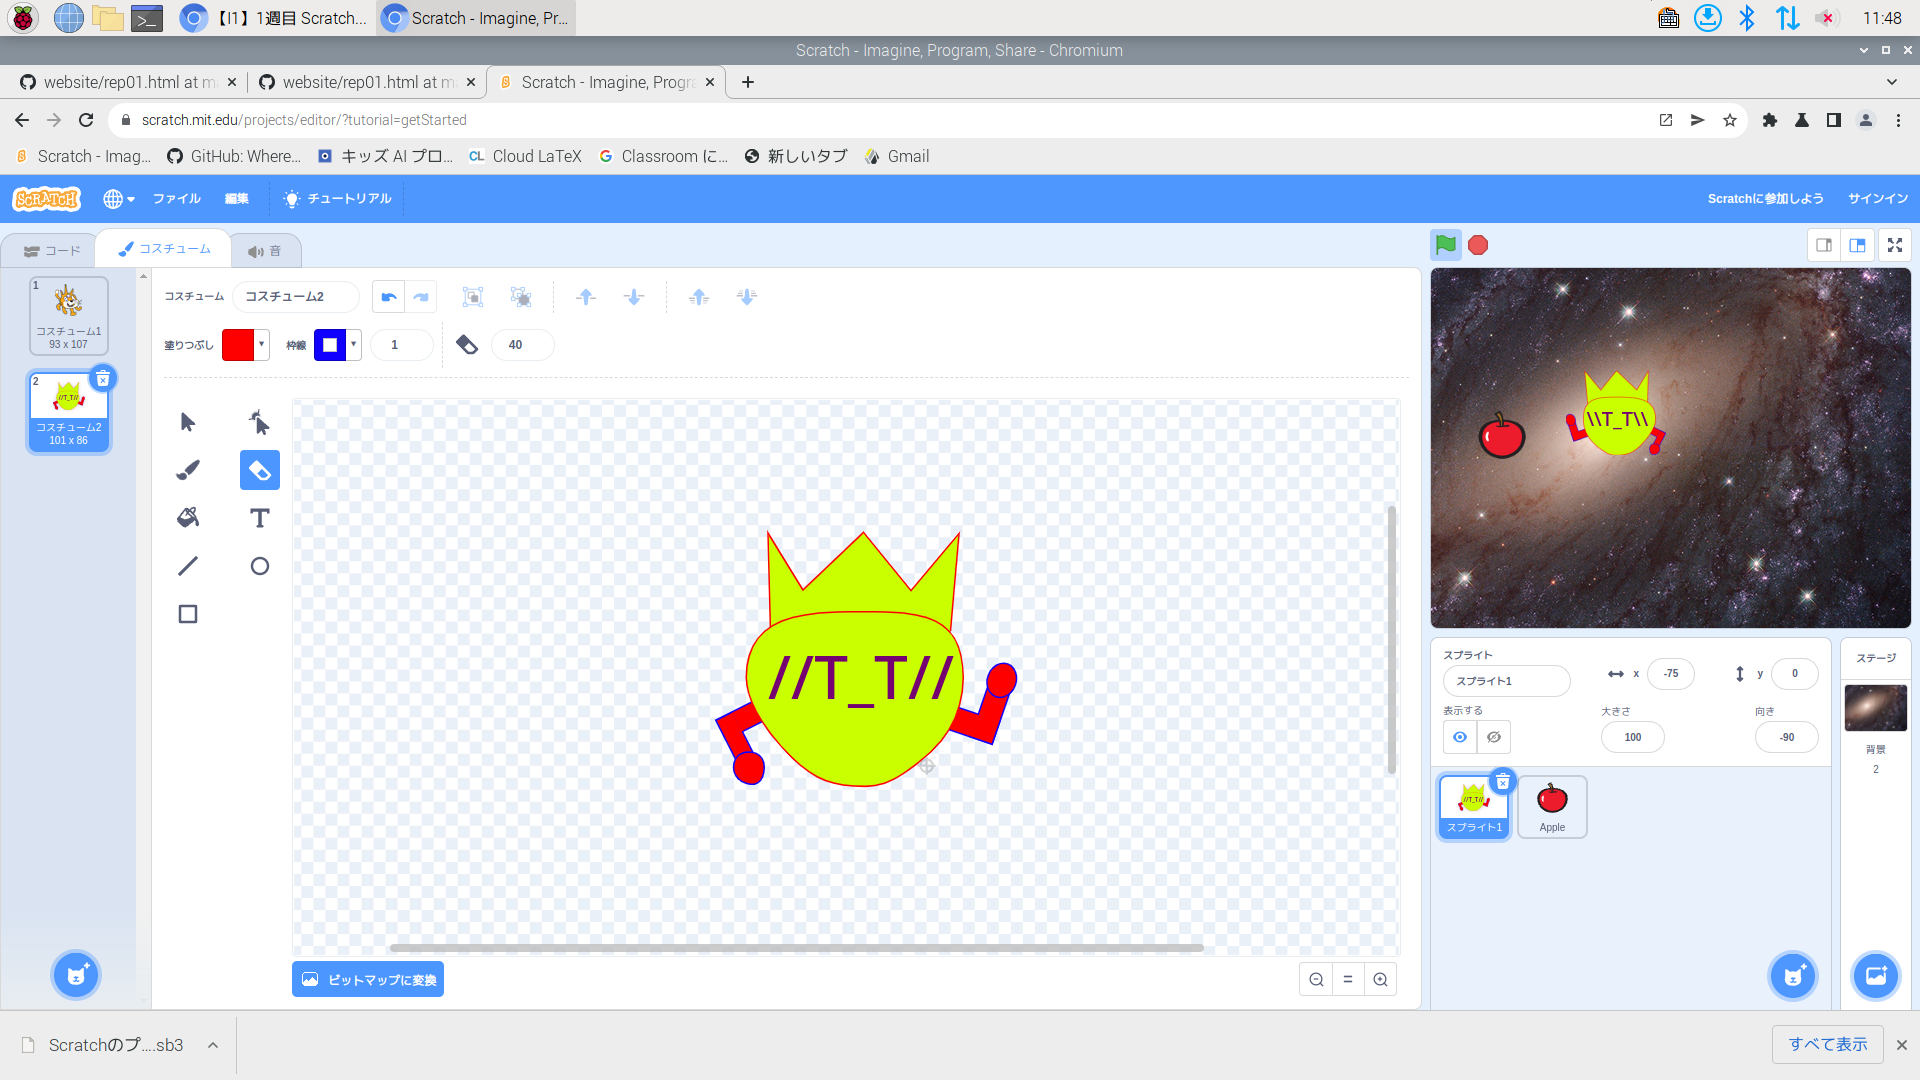 【I1】1週目 Scratch...
Scratch - Imagine, Pr...
11:48
Scratch - Imagine, Program, Share - Chromium
website/rep01.html at m
website/rep01.html at m
Scratch - Imagine, Progra
scratch.mit.edu/projects/editor/?tutorial=getStarted
Scratch - Imag...
GitHub: Where...
キッズ AI プロ...
CL
Cloud LaTeX
Classroom に...
新しいタブ
Gmail
SCRATCH
ファイル
編集
チュートリアル
Scratchに参加しよう
サインイン
コード
コスチューム
音
1
コスチューム1
93 x 107
2
//T_T//
コスチューム2
101 x 86
コスチューム
コスチューム2
塗りつぶし
枠線
1
40
T
//T_T//
ビットマップに変換
\\T_T\\
スプライト
スプライト1
x
-75
y
0
表示する
大きさ
100
向き
-90
//T_T//
スプライト1
Apple
ステージ
背景
2
Scratchのプ....sb3
すべて表示